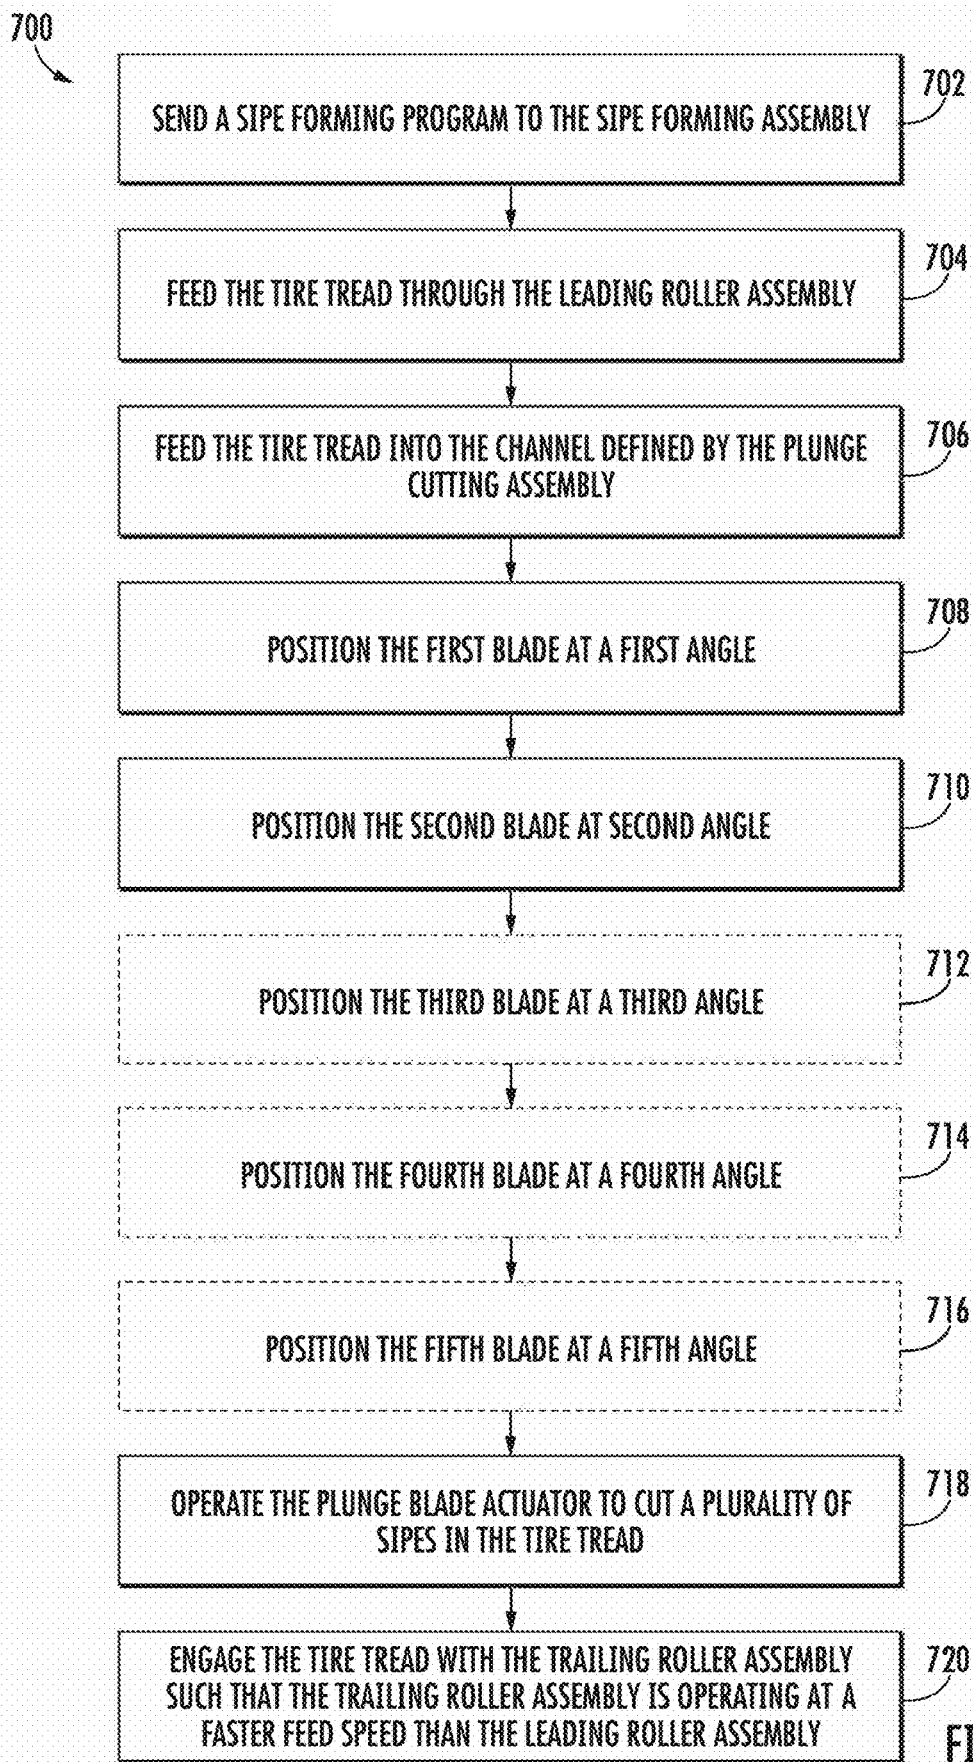 700
702
SEND A SIPE FORMING PROGRAM TO THE SIPE FORMING ASSEMBLY
704
FEED THE TIRE TREAD THROUGH THE LEADING ROLLER ASSEMBLY
706
FEED THE TIRE TREAD INTO THE CHANNEL DEFINED BY THE PLUNGE
CUTTING ASSEMBLY
708
POSITION THE FIRST BLADE AT A FIRST ANGLE
710
POSITION THE SECOND BLADE AT SECOND ANGLE
712
POSITION THE THIRD BLADE AT A THIRD ANGLE
714
POSITION THE FOURTH BLADE AT A FOURTH ANGLE
716
POSITION THE FIFTH BLADE AT A FIFTH ANGLE
718
OPERATE THE PLUNGE BLADE ACTUATOR TO CUT A PLURALITY OF
SIPES IN THE TIRE TREAD
720
ENGAGE THE TIRE TREAD WITH THE TRAILING ROLLER ASSEMBLY
SUCH THAT THE TRAILING ROLLER ASSEMBLY IS OPERATING AT A
FASTER FEED SPEED THAN THE LEADING ROLLER ASSEMBLY